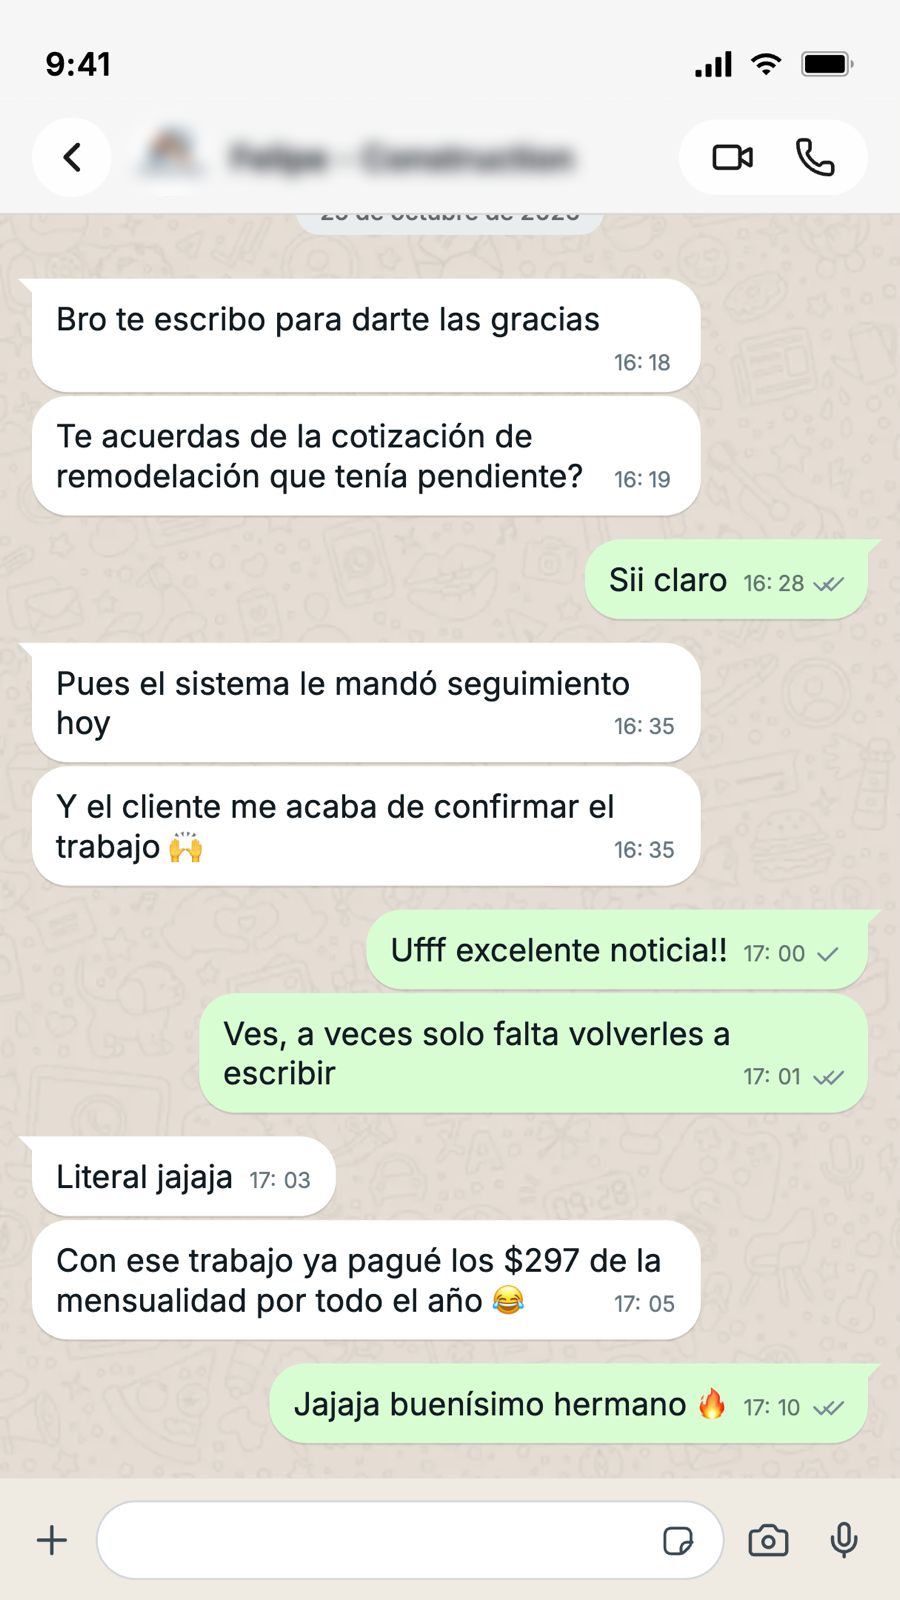 9:41
Felipe - Construction
Bro te escribo para darte las gracias
16:18
Te acuerdas de la cotización de
remodelación que tenía pendiente? 16:19
Sii claro 16:28
Pues el sistema le mandó seguimiento
hoy 16:35
Y el cliente me acaba de confirmar el
trabajo 🙌 16:35
Ufff excelente noticia!! 17:00
Ves, a veces solo falta volverles a
escribir 17:01
Literal jajaja 17:03
Con ese trabajo ya pagué los $297 de la
mensualidad por todo el año 😂 17:05
Jajaja buenísimo hermano 🔥 17:10